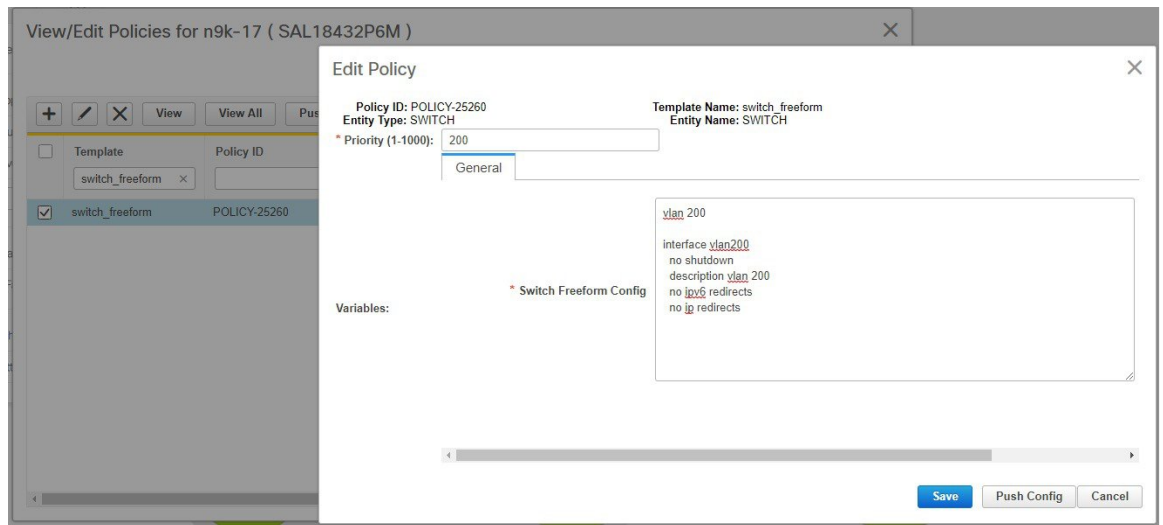 View/Edit Policies for n9k-17 ( SAL18432P6M )
View
View All
Template
Policy ID
switch_freeform
switch_freeform
POLICY-25260
Edit Policy
Policy ID: POLICY-25260
Template Name: switch_freeform
Entity Type: SWITCH
Entity Name: SWITCH
* Priority (1-1000): 200
General
Variables:
* Switch Freeform Config
vlan 200
interface vlan200
no shutdown
description vlan 200
no ipv6 redirects
no ip redirects
Save
Push Config
Cancel